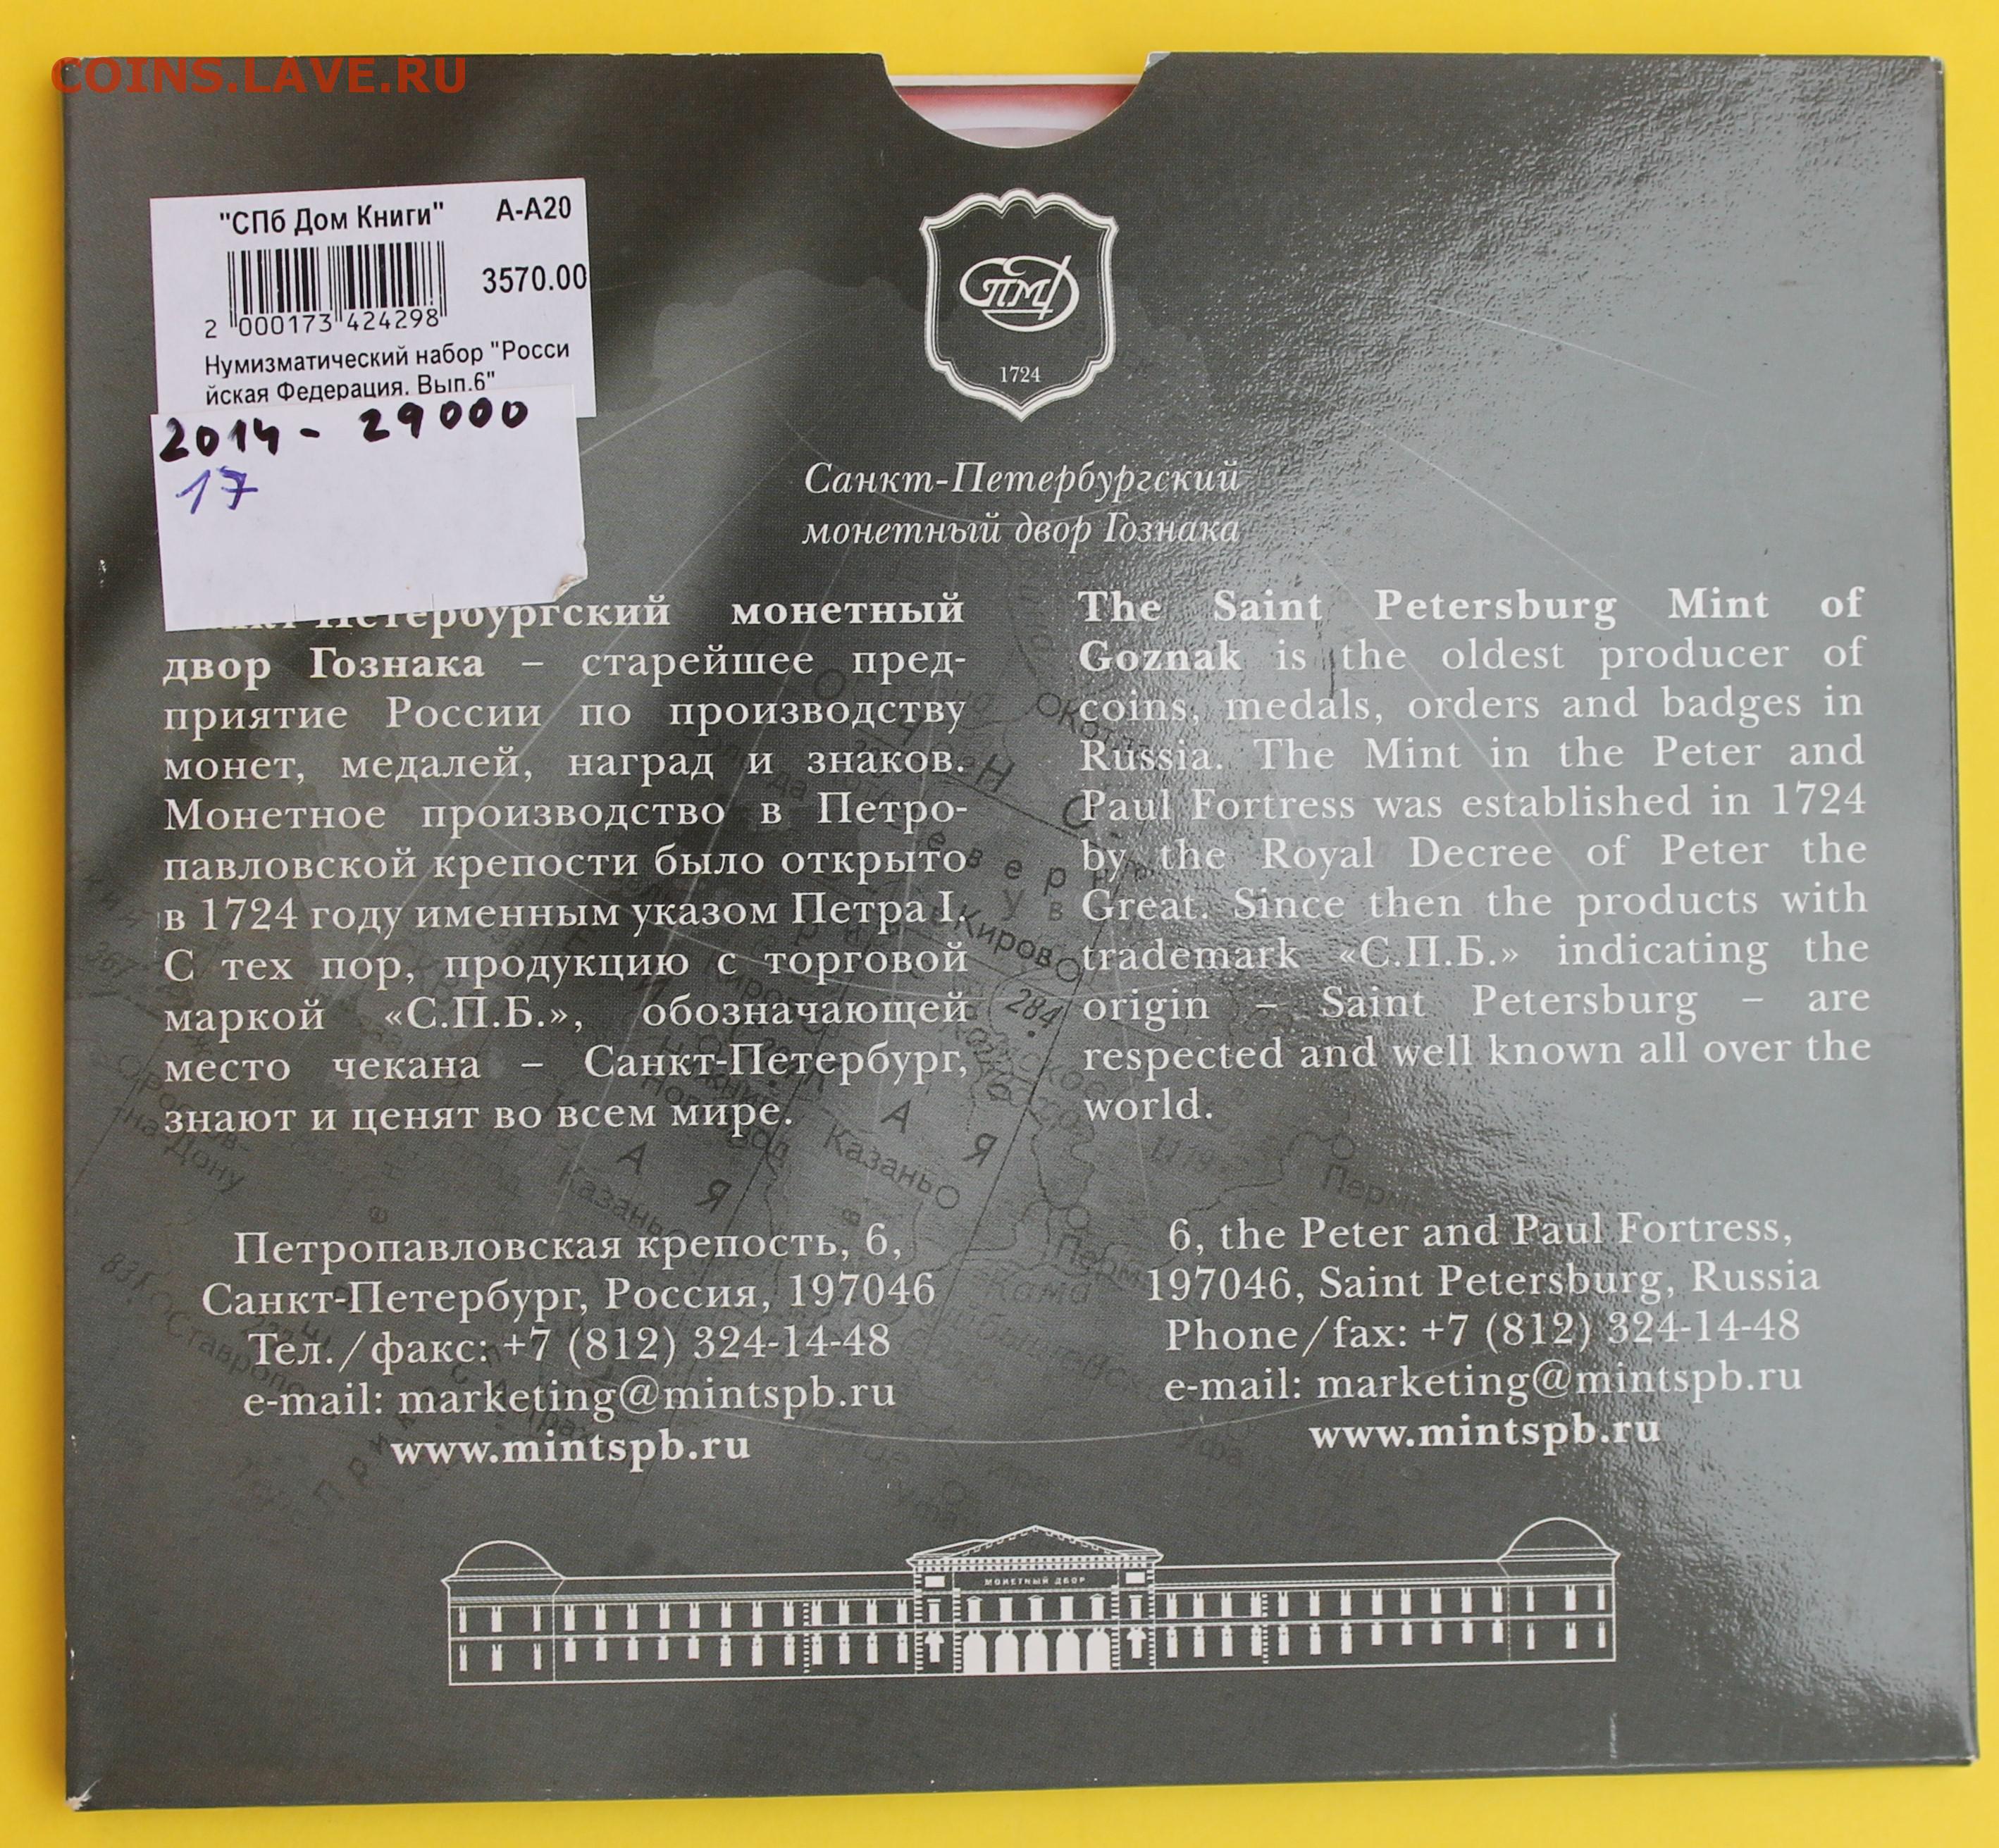 COINS.LAVE.RU
"СПб Дом Книги" А-А20
3570.00
2 000173 424298
Нумизматический набор "Росси
йская Федерация. Вып.6"
2014 - 29000
17
СПМД
1724
Санкт-Петербургский
монетный двор Гознака
Петербургский монетный
двор Гознака – старейшее пред-
приятие России по производству
монет, медалей, наград и знаков.
Монетное производство в Петро-
павловской крепости было открыто
в 1724 году именным указом Петра I.
С тех пор, продукцию с торговой
маркой «С.П.Б.», обозначающей
место чекана – Санкт-Петербург,
знают и ценят во всем мире.
The Saint Petersburg Mint of
Goznak is the oldest producer of
coins, medals, orders and badges in
Russia. The Mint in the Peter and
Paul Fortress was established in 1724
by the Royal Decree of Peter the
Great. Since then the products with
trademark «С.П.Б.» indicating the
origin – Saint Petersburg – are
respected and well known all over the
world.
Петропавловская крепость, 6,
Санкт-Петербург, Россия, 197046
Тел./факс: +7 (812) 324-14-48
e-mail: marketing@mintspb.ru
www.mintspb.ru
6, the Peter and Paul Fortress,
197046, Saint Petersburg, Russia
Phone/fax: +7 (812) 324-14-48
e-mail: marketing@mintspb.ru
www.mintspb.ru
Киров
284
Казань
Казань
Пермь
Уфа
МОНЕТНЫЙ ДВОР